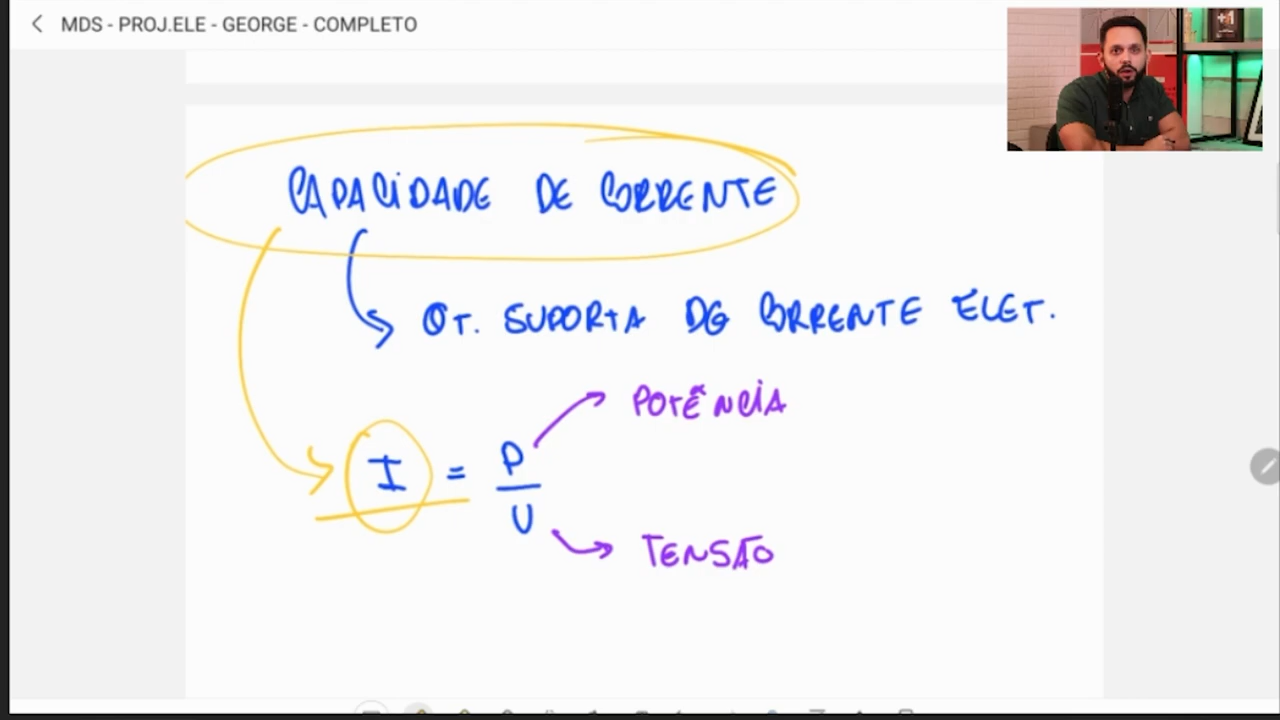 MDS - PROJ.ELE - GEORGE - COMPLETO
CAPACIDADE DE CORRENTE
QT. SUPORTA DE CORRENTE ELET.
POTÊNCIA
I = P
U
TENSÃO